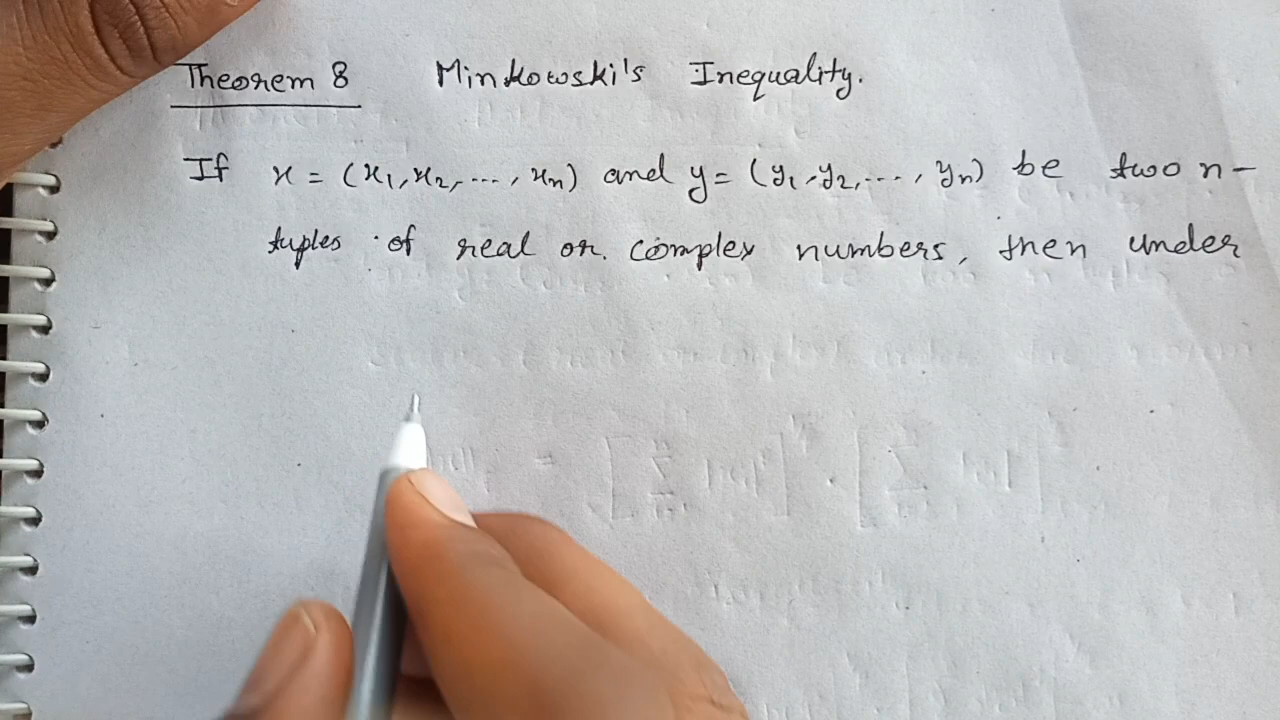 Theorem 8 Minkowski's Inequality.
If x = (x1, x2, ..., xn) and y = (y1, y2, ..., yn) be two n-
tuples of real or complex numbers, then under